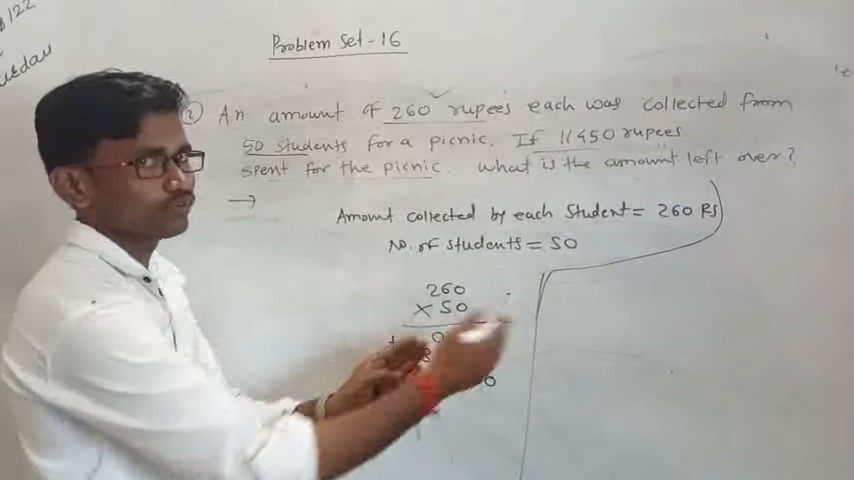 Problem Set - 16
2) An amount of 260 rupees each was collected from
50 students for a picnic. If 11450 rupees
spent for the picnic. What is the amount left over?
→ Amount collected by each Student = 260 Rs
No. of students = 50
260
× 50